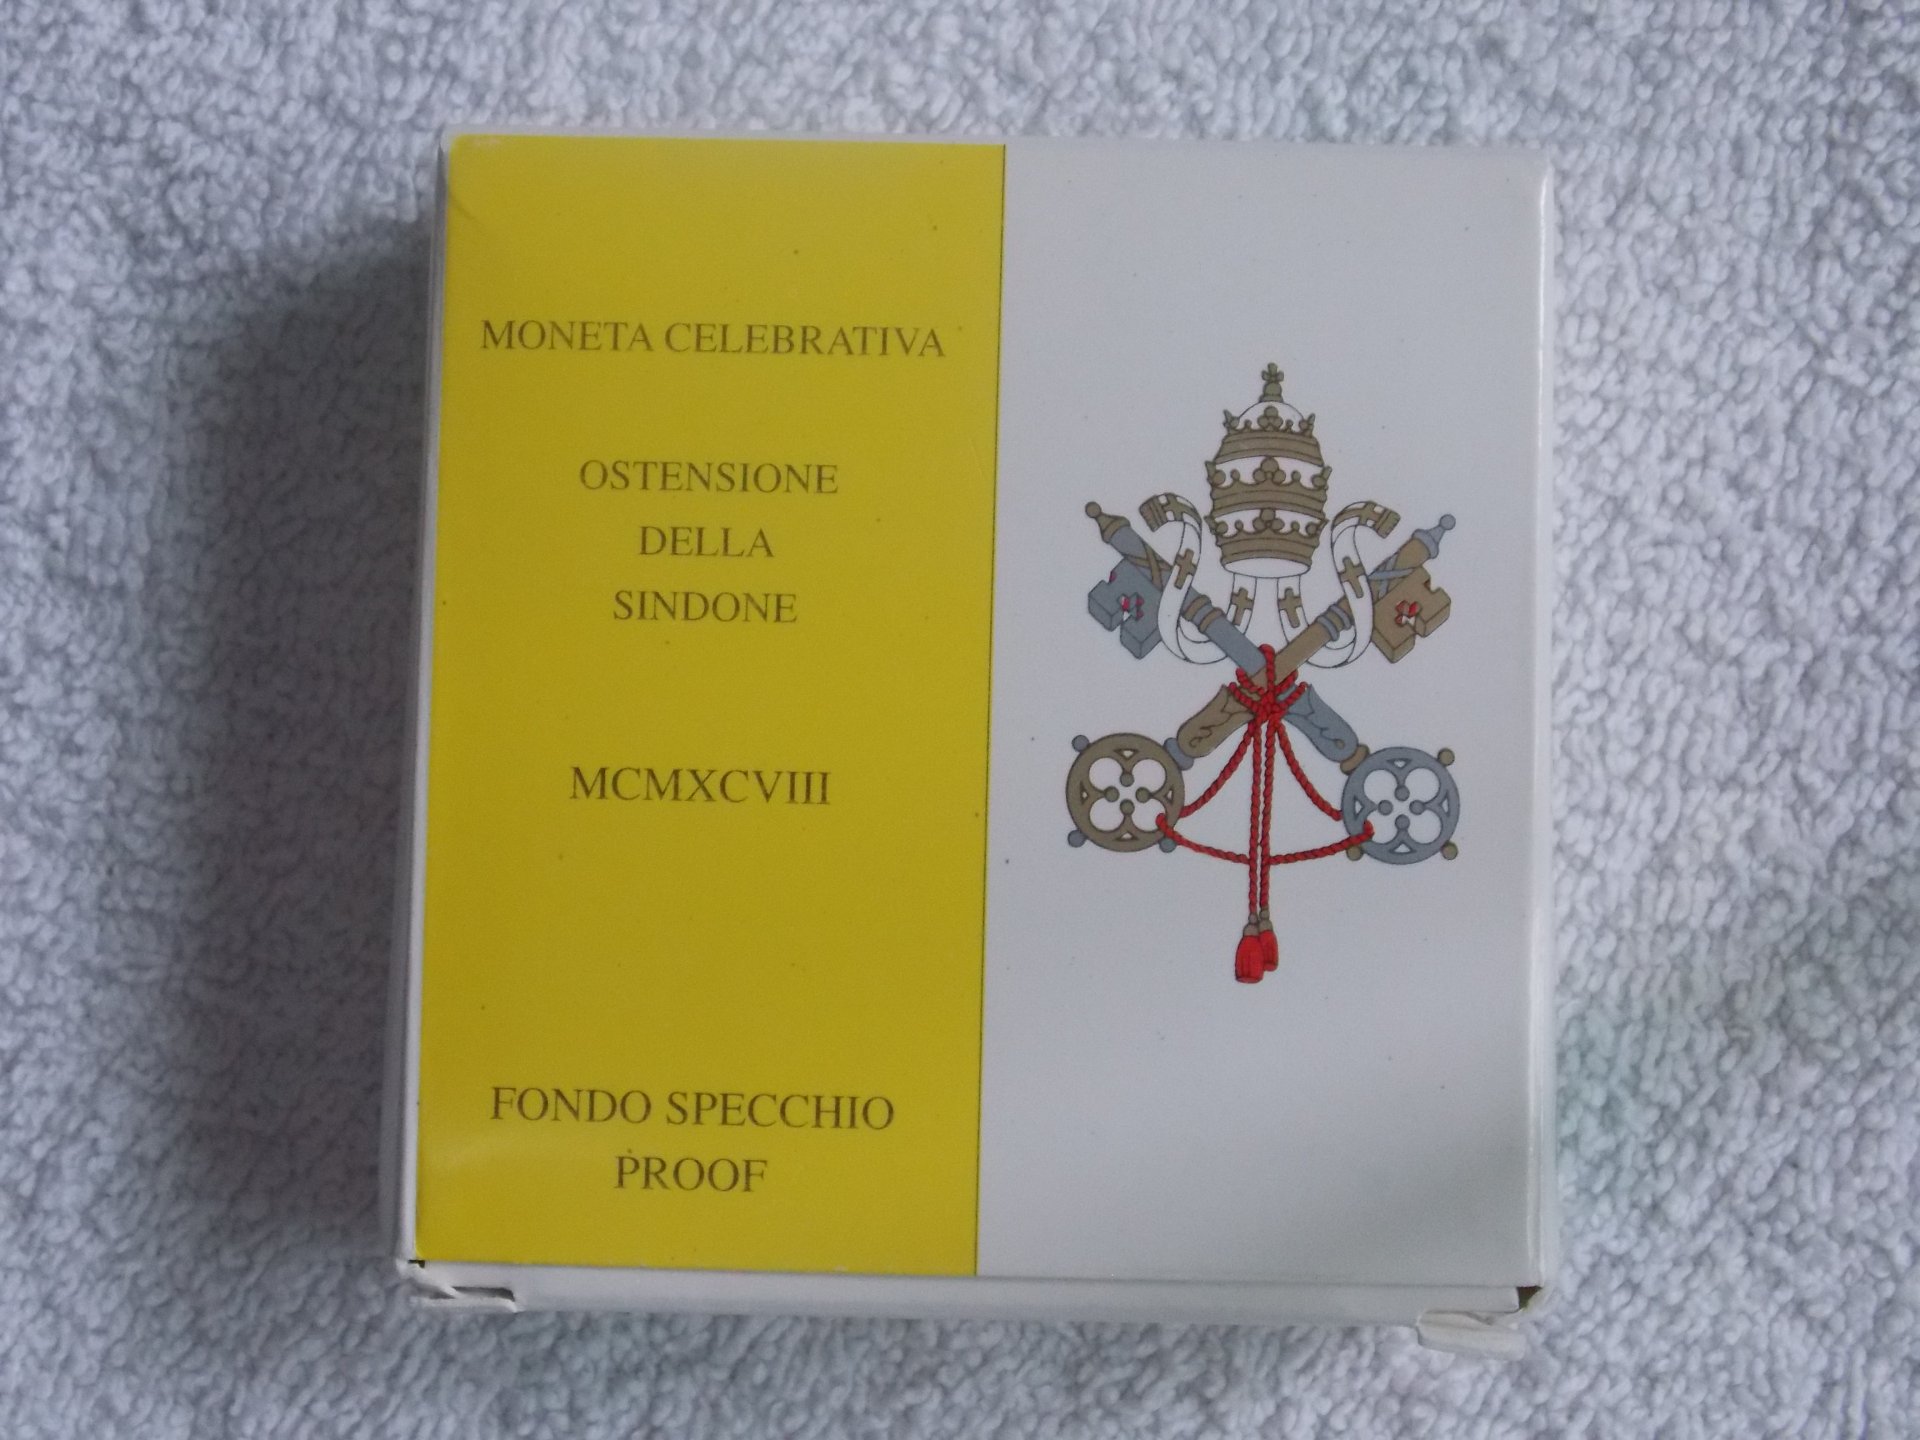 MONETA CELEBRATIVA
OSTENSIONE
DELLA
SINDONE
MCMXCVIII
FONDO SPECCHIO
PROOF